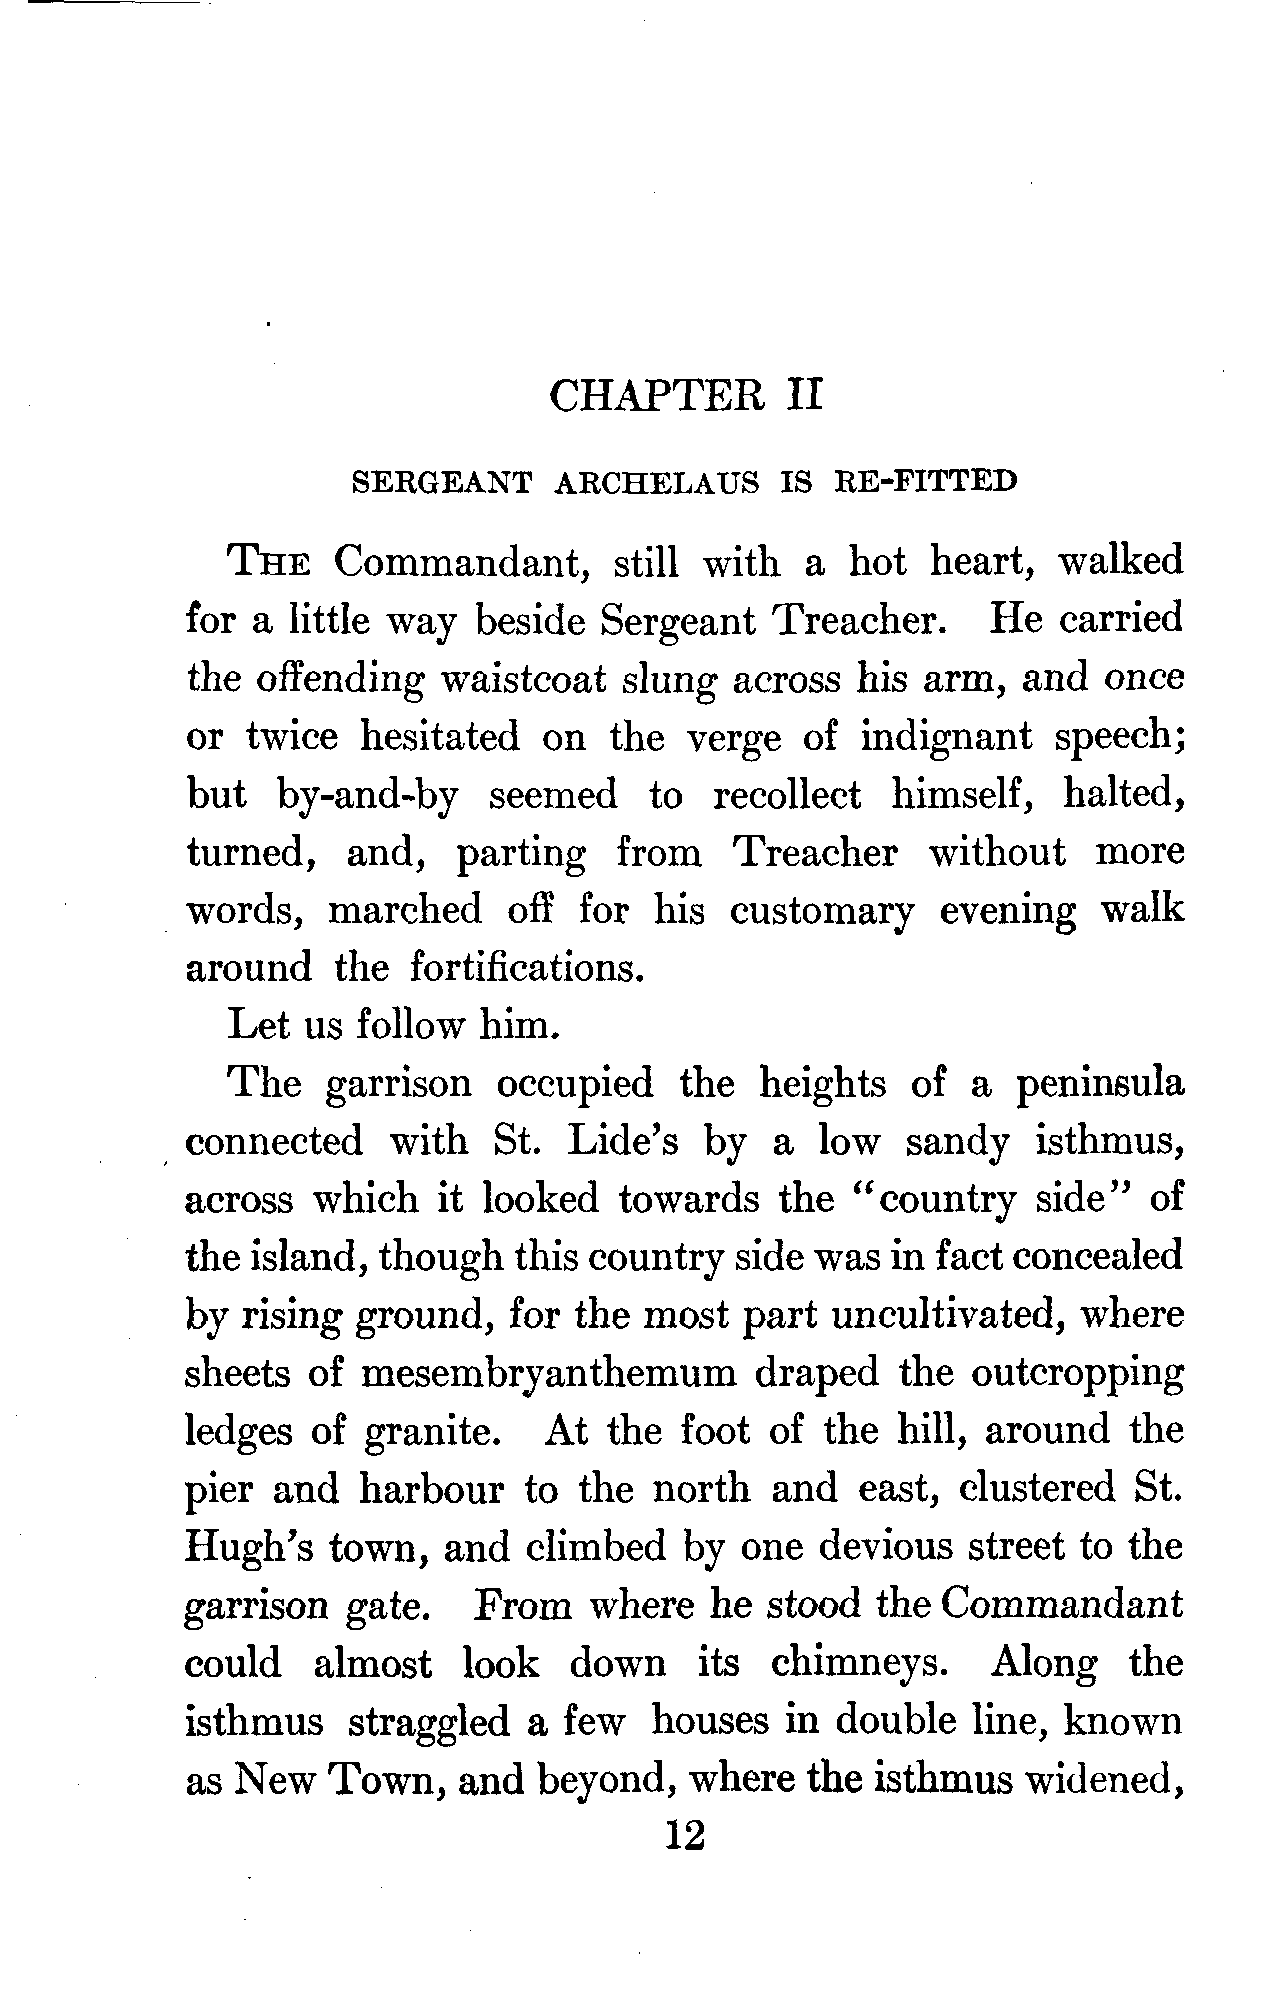 CHAPTER II
SERGEANT ARCHELAUS IS RE-FITTED
THE Commandant, still with a hot heart, walked
for a little way beside Sergeant Treacher. He carried
the offending waistcoat slung across his arm, and once
or twice hesitated on the verge of indignant speech;
but by-and-by seemed to recollect himself, halted,
turned, and, parting from Treacher without more
words, marched off for his customary evening walk
around the fortifications.
Let us follow him.
The garrison occupied the heights of a peninsula
connected with St. Lide's by a low sandy isthmus,
across which it looked towards the "country side" of
the island, though this country side was in fact concealed
by rising ground, for the most part uncultivated, where
sheets of mesembryanthemum draped the outcropping
ledges of granite. At the foot of the hill, around the
pier and harbour to the north and east, clustered St.
Hugh's town, and climbed by one devious street to the
garrison gate. From where he stood the Commandant
could almost look down its chimneys. Along the
isthmus straggled a few houses in double line, known
as New Town, and beyond, where the isthmus widened,
12